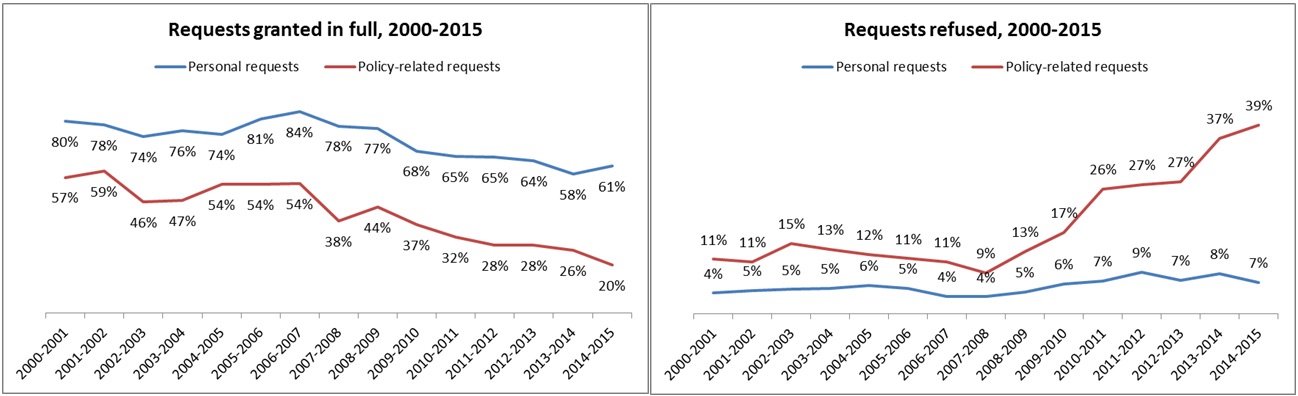 Requests granted in full, 2000-2015
Personal requests Policy-related requests
80% 78% 74% 76% 74% 81% 84% 78% 77% 68% 65% 65% 64% 58% 61%
57% 59% 46% 47% 54% 54% 54% 38% 44% 37% 32% 28% 28% 26% 20%
2000-2001 2001-2002 2002-2003 2003-2004 2004-2005 2005-2006 2006-2007 2007-2008 2008-2009 2009-2010 2010-2011 2011-2012 2012-2013 2013-2014 2014-2015
Requests refused, 2000-2015
Personal requests Policy-related requests
11% 11% 15% 13% 12% 11% 11% 9% 13% 17% 26% 27% 27% 37% 39%
4% 5% 5% 5% 6% 5% 4% 4% 5% 6% 7% 9% 7% 8% 7%
2000-2001 2001-2002 2002-2003 2003-2004 2004-2005 2005-2006 2006-2007 2007-2008 2008-2009 2009-2010 2010-2011 2011-2012 2012-2013 2013-2014 2014-2015